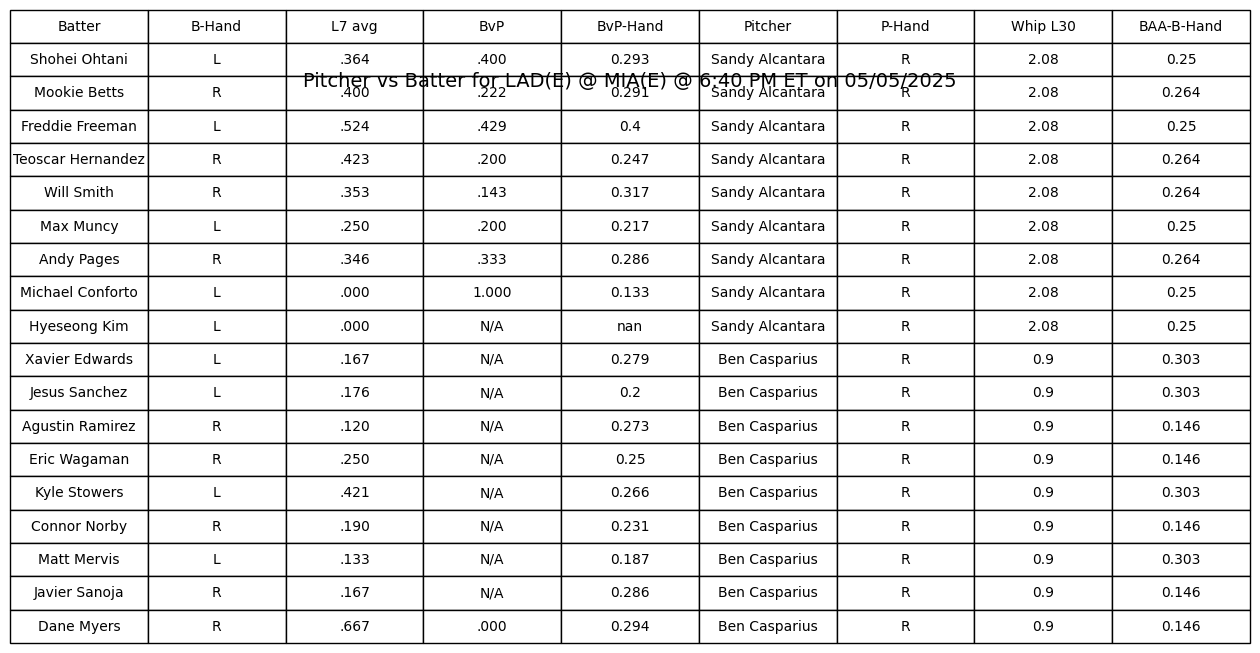 Batter B-Hand L7 avg BvP BvP-Hand Pitcher P-Hand Whip L30 BAA-B-Hand
Shohei Ohtani L .364 .400 0.293 Sandy Alcantara R 2.08 0.25
Pitcher vs Batter for LAD(E) @ MIA(E) @ 6:40 PM ET on 05/05/2025
Mookie Betts R .400 .222 0.291 Sandy Alcantara R 2.08 0.264
Freddie Freeman L .524 .429 0.4 Sandy Alcantara R 2.08 0.25
Teoscar Hernandez R .423 .200 0.247 Sandy Alcantara R 2.08 0.264
Will Smith R .353 .143 0.317 Sandy Alcantara R 2.08 0.264
Max Muncy L .250 .200 0.217 Sandy Alcantara R 2.08 0.25
Andy Pages R .346 .333 0.286 Sandy Alcantara R 2.08 0.264
Michael Conforto L .000 1.000 0.133 Sandy Alcantara R 2.08 0.25
Hyeseong Kim L .000 N/A nan Sandy Alcantara R 2.08 0.25
Xavier Edwards L .167 N/A 0.279 Ben Casparius R 0.9 0.303
Jesus Sanchez L .176 N/A 0.2 Ben Casparius R 0.9 0.303
Agustin Ramirez R .120 N/A 0.273 Ben Casparius R 0.9 0.146
Eric Wagaman R .250 N/A 0.25 Ben Casparius R 0.9 0.146
Kyle Stowers L .421 N/A 0.266 Ben Casparius R 0.9 0.303
Connor Norby R .190 N/A 0.231 Ben Casparius R 0.9 0.146
Matt Mervis L .133 N/A 0.187 Ben Casparius R 0.9 0.303
Javier Sanoja R .167 N/A 0.286 Ben Casparius R 0.9 0.146
Dane Myers R .667 .000 0.294 Ben Casparius R 0.9 0.146